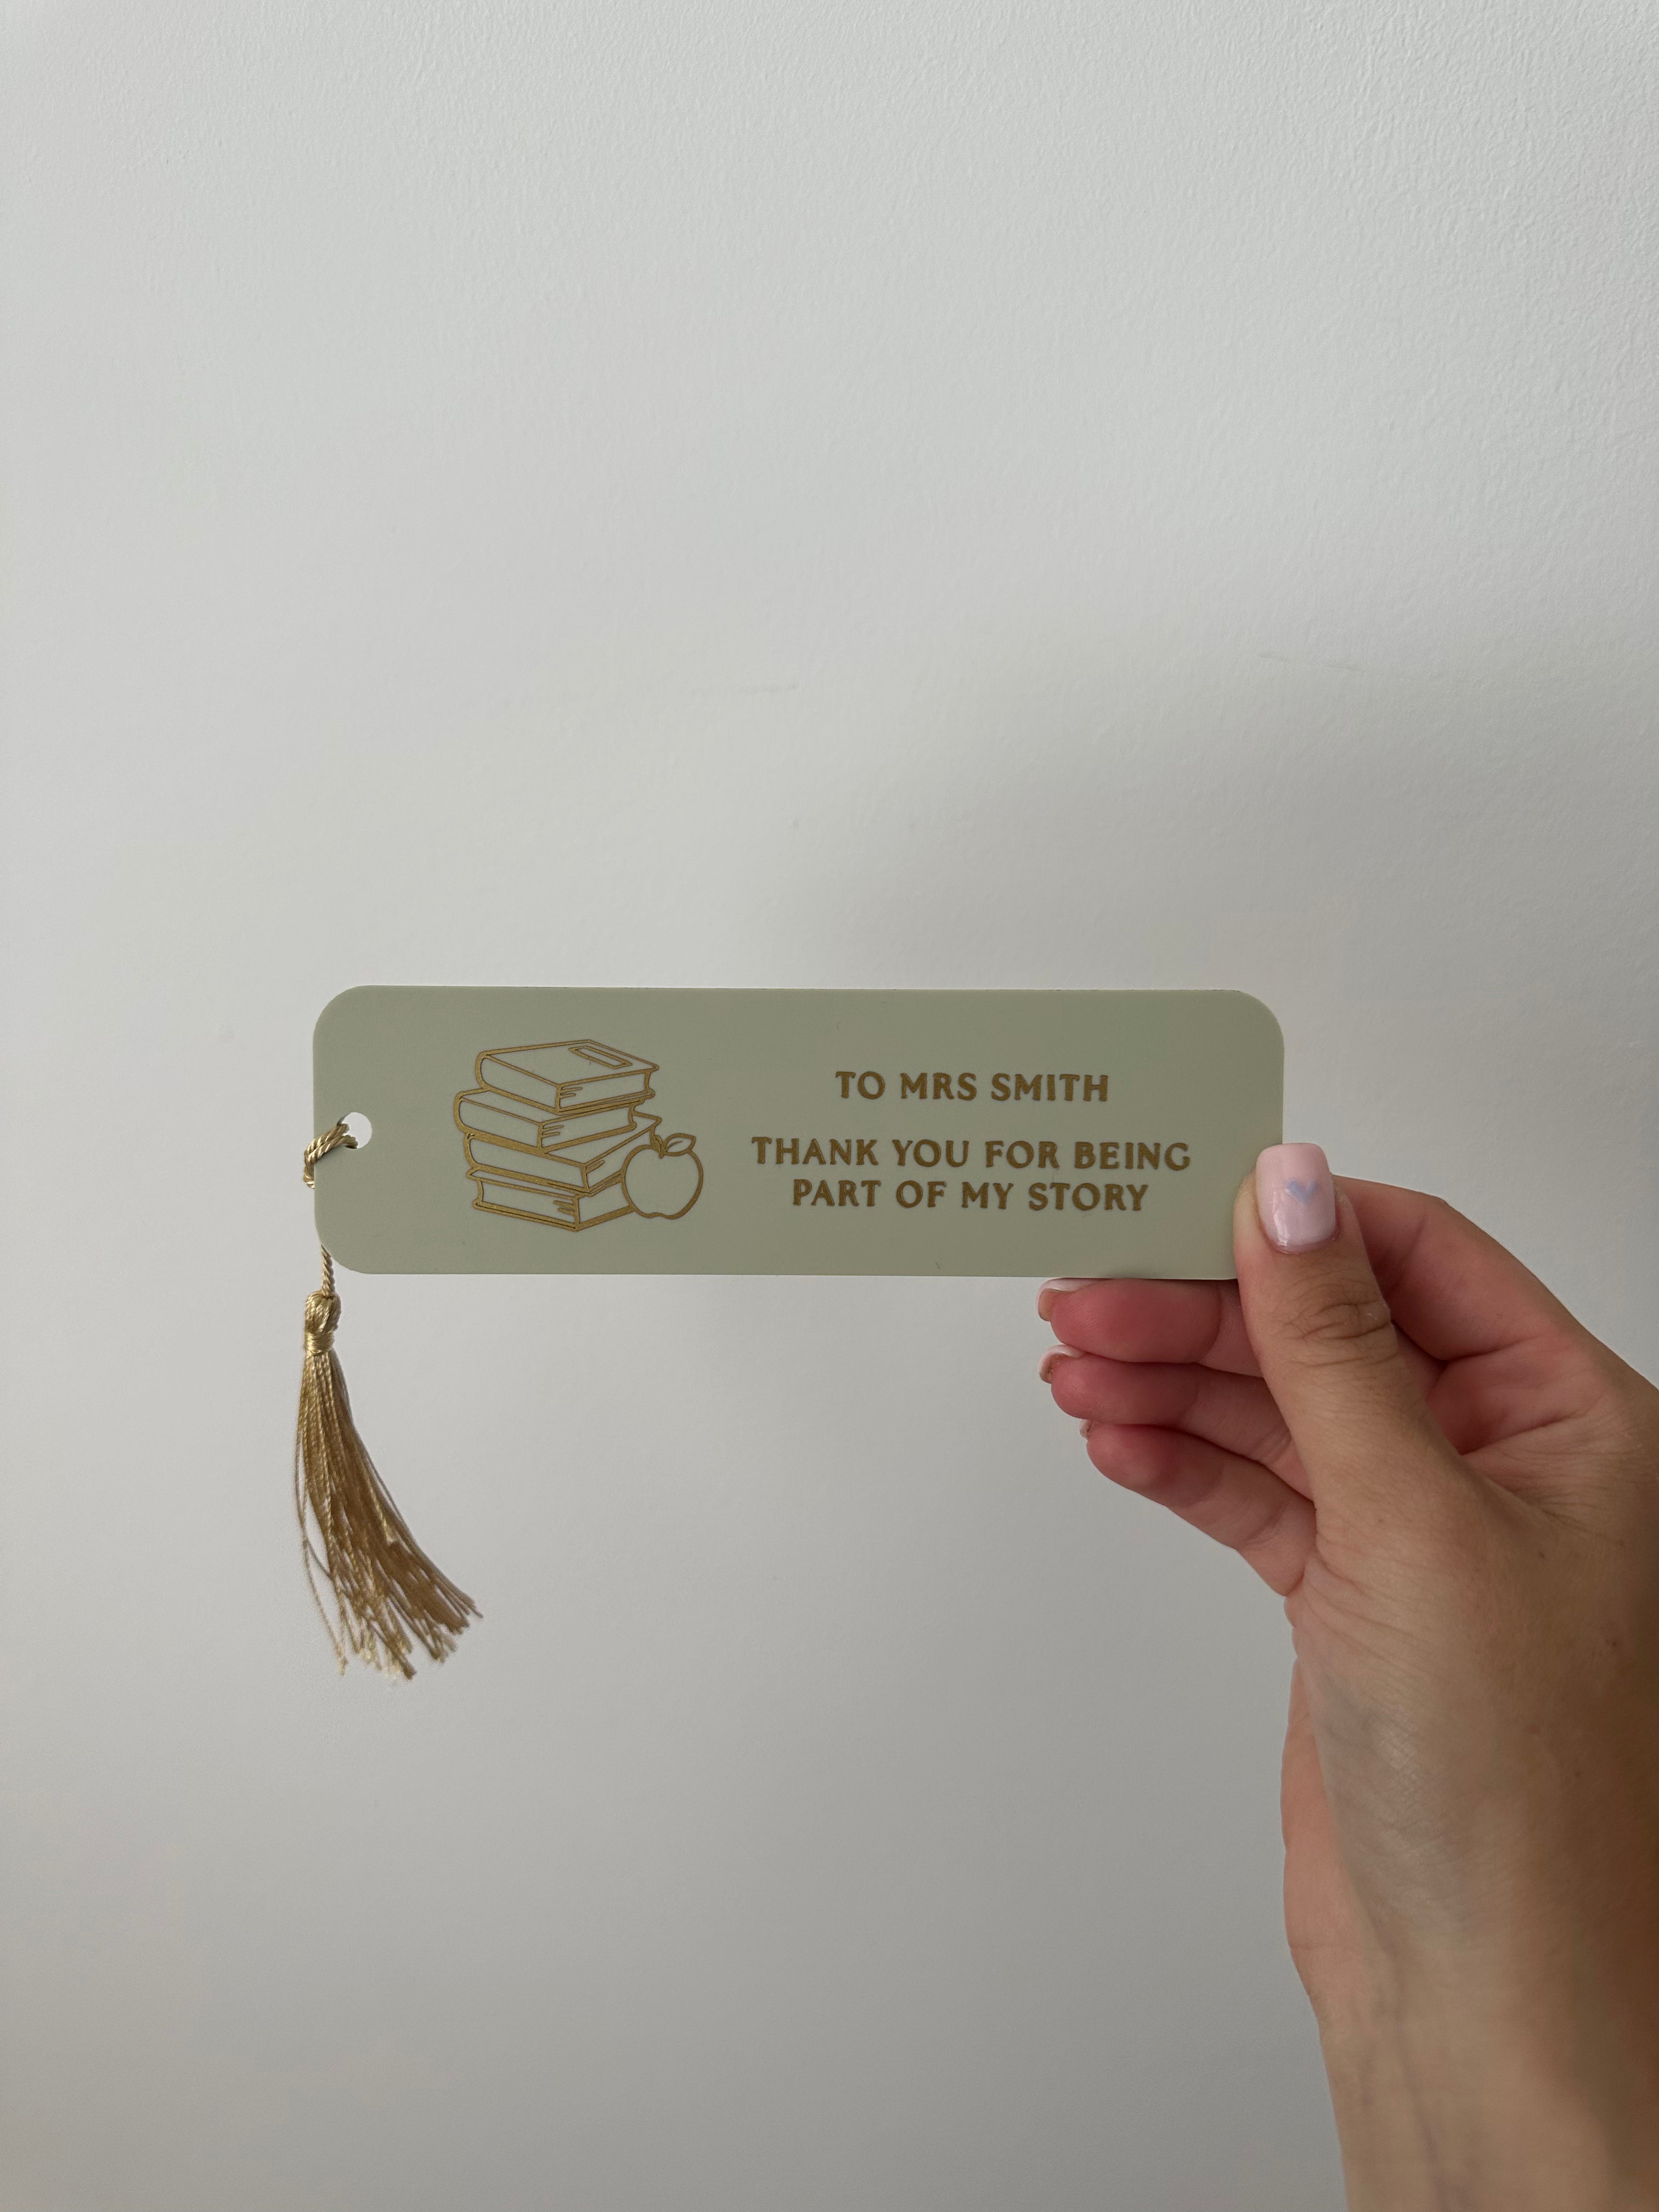 TO MRS SMITH
THANK YOU FOR BEING
PART OF MY STORY